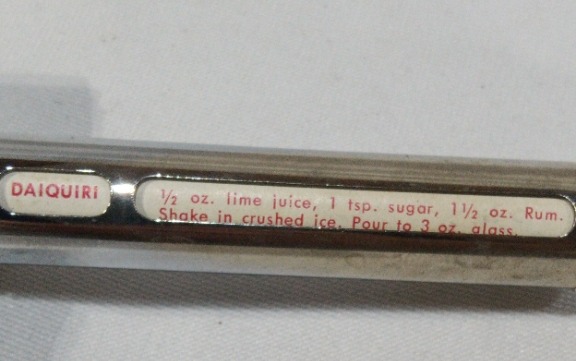 DAIQUIRI
½ oz. lime juice, 1 tsp. sugar, 1½ oz. Rum.
Shake in crushed ice. Pour to 3 oz. glass.